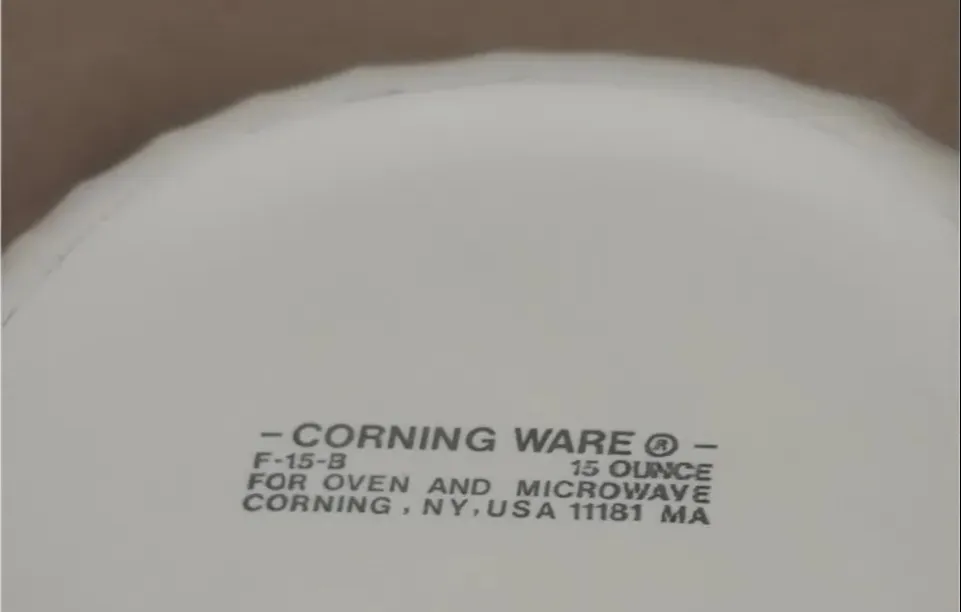 - CORNING WARE ® -
F-15-B 15 OUNCE
FOR OVEN AND MICROWAVE
CORNING, NY, USA 11181 MA